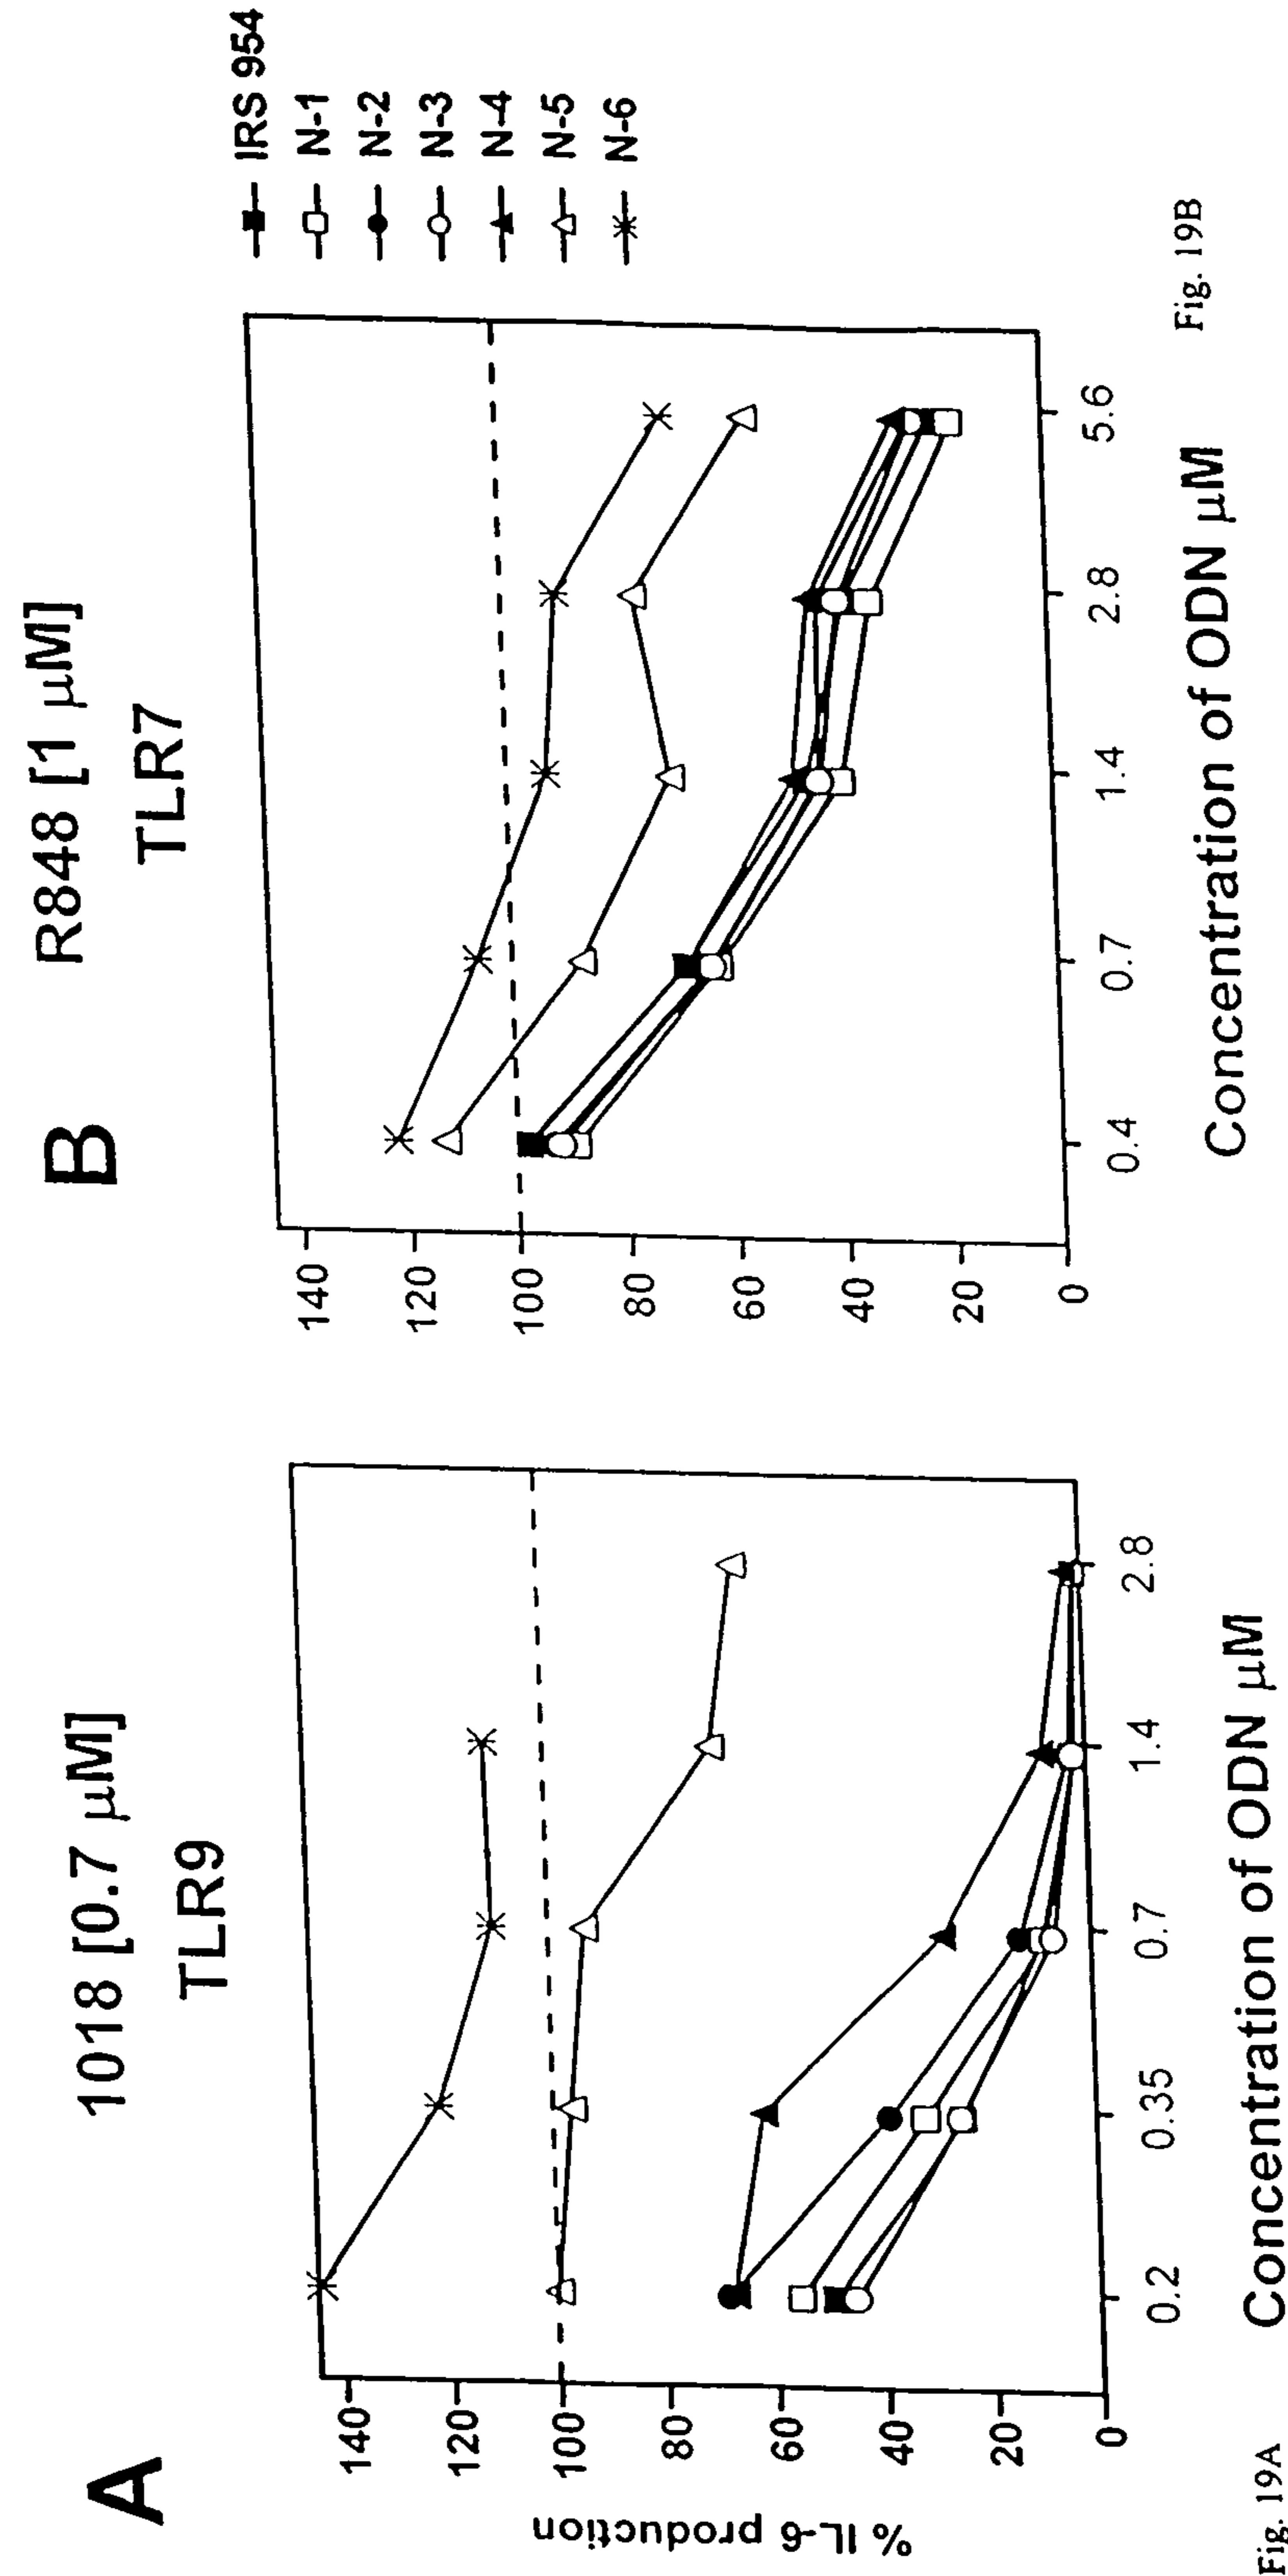 A
1018 [0.7 μM]
TLR9
% IL-6 production
140
120
100
80
60
40
20
0
0.2 0.35 0.7 1.4 2.8
Concentration of ODN μM
Fig. 19A
B
R848 [1 μM]
TLR7
140
120
100
80
60
40
20
0
0.4 0.7 1.4 2.8 5.6
Concentration of ODN μM
Fig. 19B
IRS 954
N-1
N-2
N-3
N-4
N-5
N-6